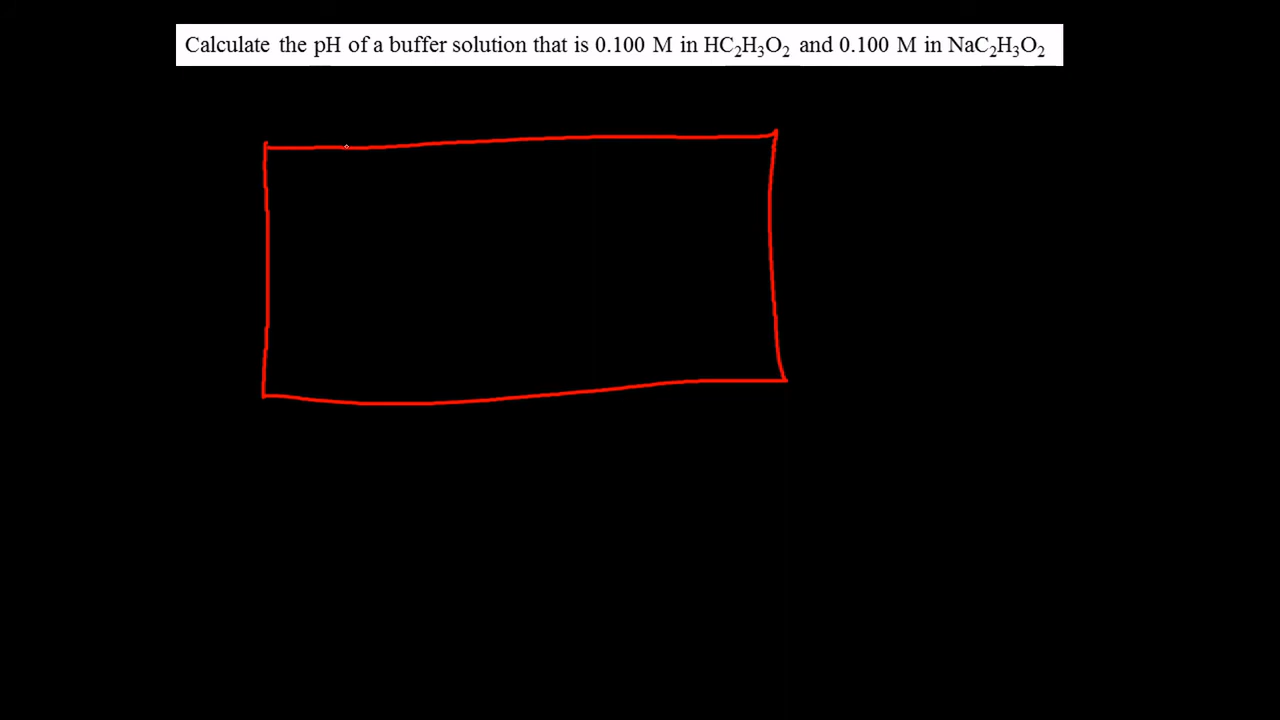 Calculate the pH of a buffer solution that is 0.100 M in HC₂H₃O₂ and 0.100 M in NaC₂H₃O₂